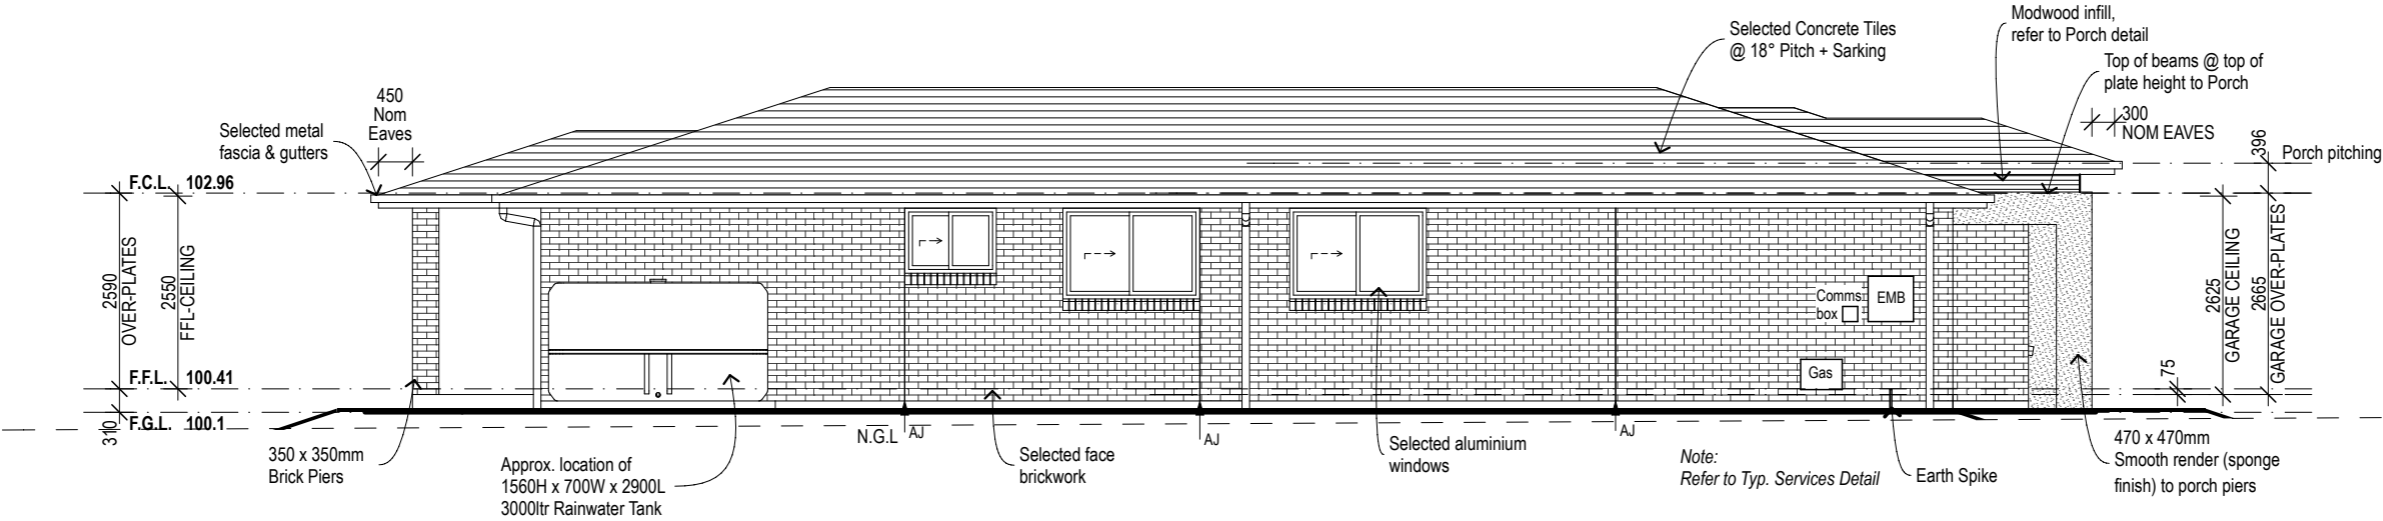 Modwood infill,
refer to Porch detail
Selected Concrete Tiles
@ 18° Pitch + Sarking
Top of beams @ top of
plate height to Porch
450
Nom
Eaves
300
NOM EAVES
Selected metal
fascia & gutters
396
Porch pitching
F.C.L. 102.96
2590
OVER-PLATES
2550
FFL-CEILING
F.F.L. 100.41
310
F.G.L. 100.1
Comms
box
EMB
Gas
2625
GARAGE CEILING
2665
GARAGE OVER-PLATES
75
N.G.L
AJ
AJ
AJ
350 x 350mm
Brick Piers
Approx. location of
1560H x 700W x 2900L
3000ltr Rainwater Tank
Selected face
brickwork
Selected aluminium
windows
Note:
Refer to Typ. Services Detail
Earth Spike
470 x 470mm
Smooth render (sponge
finish) to porch piers